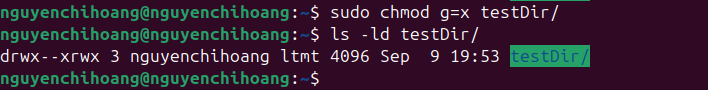 nguyenchihoang@nguyenchihoang:~$ sudo chmod g=x testDir/
nguyenchihoang@nguyenchihoang:~$ ls -ld testDir/
drwx--xrwx 3 nguyenchihoang ltmt 4096 Sep  9 19:53 testDir/
nguyenchihoang@nguyenchihoang:~$